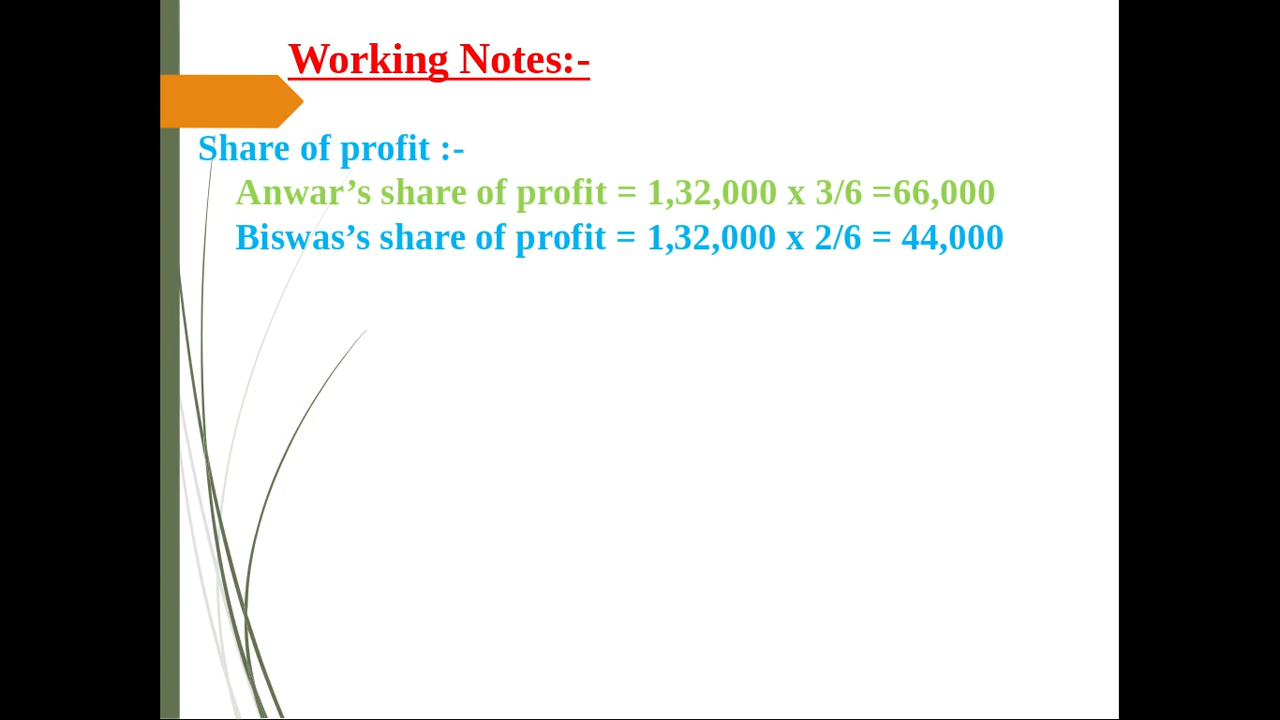 Working Notes:-
Share of profit :-
Anwar’s share of profit = 1,32,000 x 3/6 =66,000
Biswas’s share of profit = 1,32,000 x 2/6 = 44,000